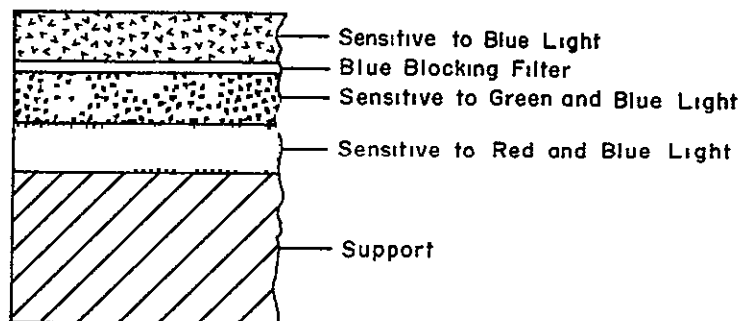 Sensitive to Blue Light
Blue Blocking Filter
Sensitive to Green and Blue Light
Sensitive to Red and Blue Light
Support